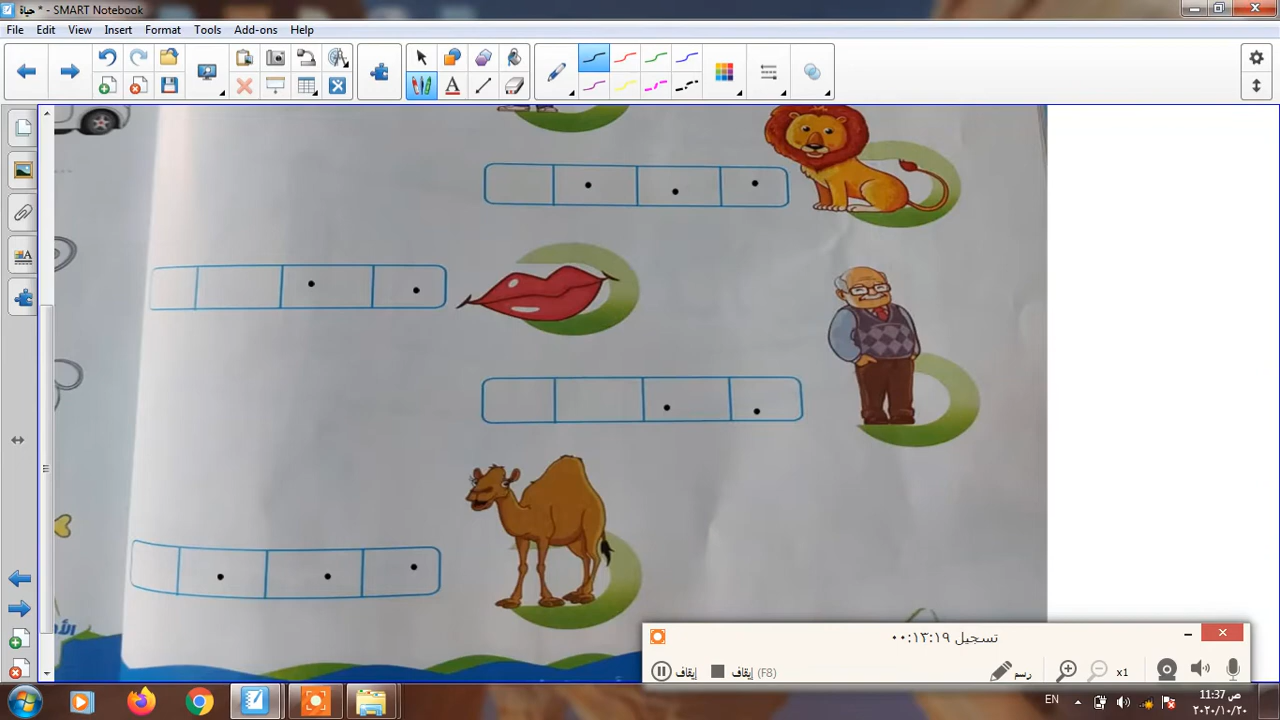 حياة * - SMART Notebook
File Edit View Insert Format Tools Add-ons Help
تسجيل ٠٠:١٣:١٩
إيقاف إيقاف (F8) رسم x1
EN ص 11:37
٢٠٢٠/١٠/٢٠